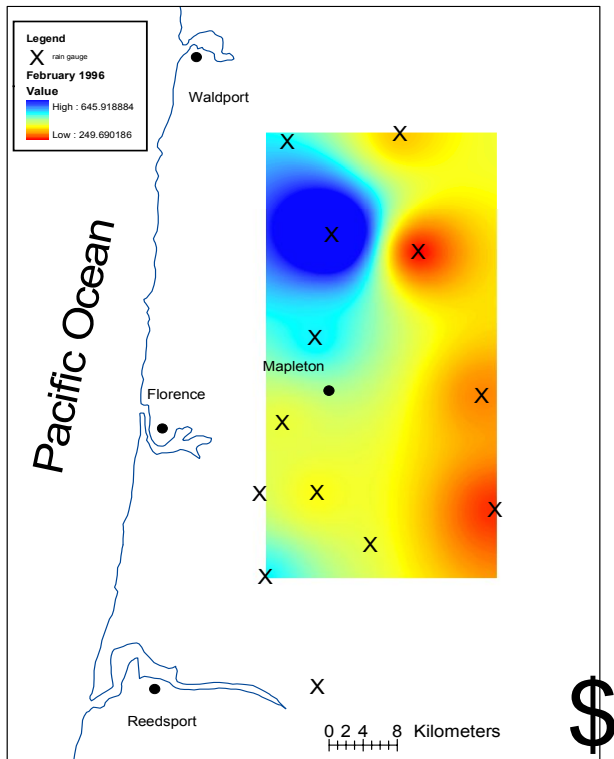 Legend
X rain gauge
February 1996
Value
High : 645.918884
Low : 249.690186
Waldport
X X
X X
X
Mapleton
X
Florence
X
X X X
X
X
X
Reedsport
Pacific Ocean
0 2 4 8 Kilometers
$